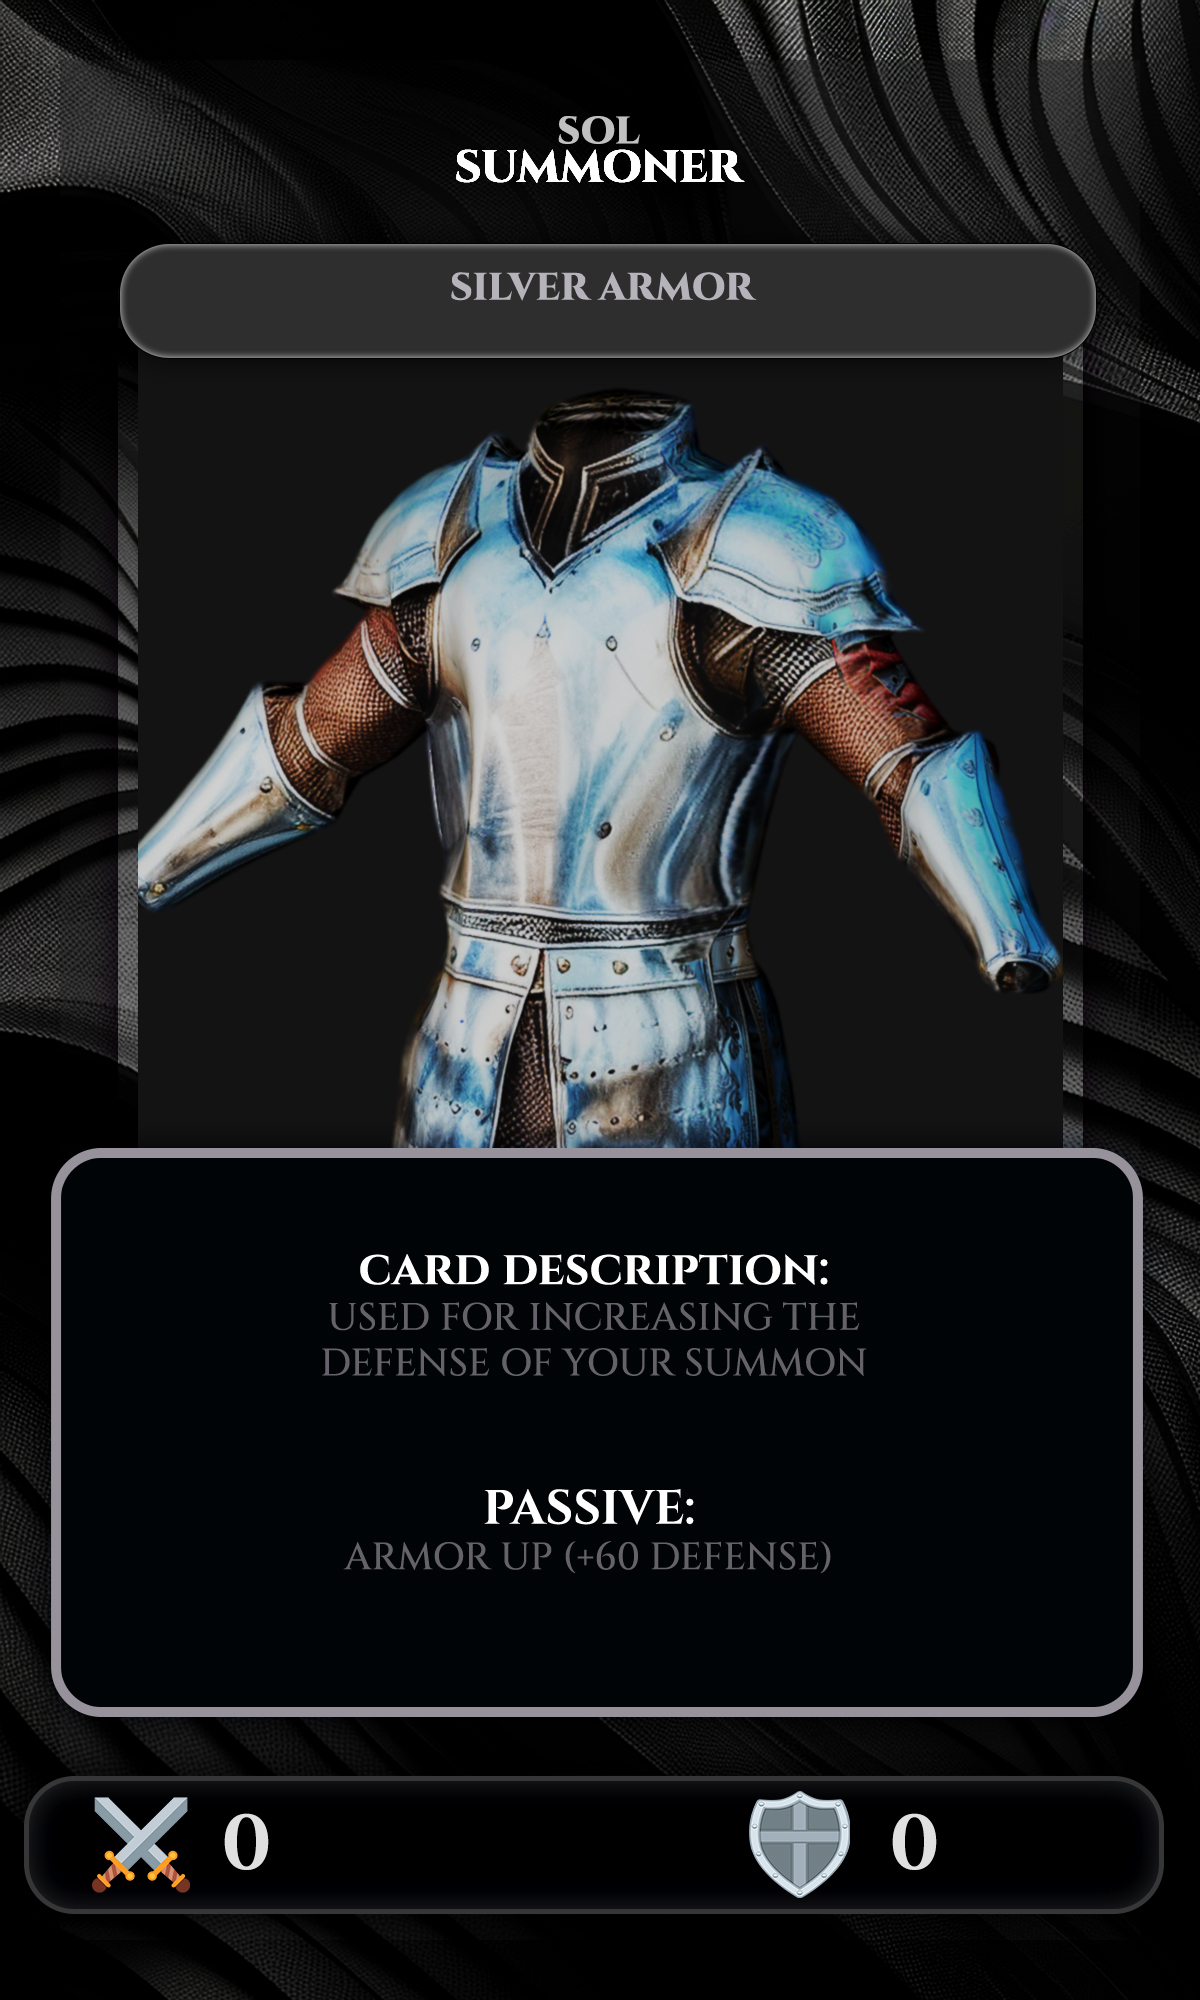 SOL
SUMMONER
SILVER ARMOR
CARD DESCRIPTION:
USED FOR INCREASING THE
DEFENSE OF YOUR SUMMON
PASSIVE:
ARMOR UP (+60 DEFENSE)
0 0